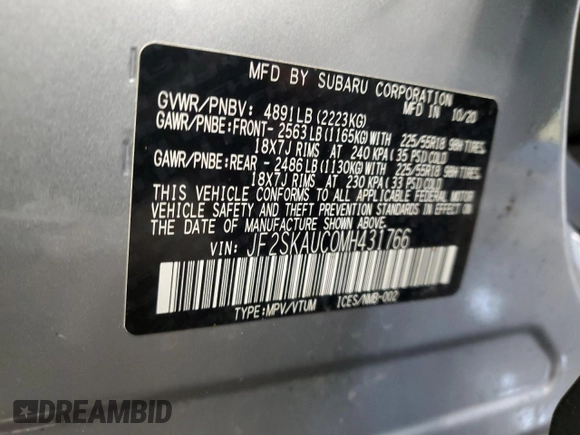 MFD BY SUBARU CORPORATION
MFD IN 10/20
GVWR/PNBV: 4891LB (2223KG)
GAWR/PNBE:FRONT- 2563LB(1165KG)WITH 225/55R18 98H TIRES.
18X7J RIMS AT 240 KPA(35 PSI)COLD
GAWR/PNBE:REAR - 2486LB(1130KG)WITH 225/55R18 98H TIRES.
18X7J RIMS AT 230 KPA (33 PSI)COLD
THIS VEHICLE CONFORMS TO ALL APPLICABLE FEDERAL MOTOR
VEHICLE SAFETY AND THEFT PREVENTION STANDARDS IN EFFECT ON
THE DATE OF MANUFACTURE SHOWN ABOVE.
VIN: JF2SKAUC0MH431766
TYPE:MPV/VTUM ICES/NMB-002
DREAMBID